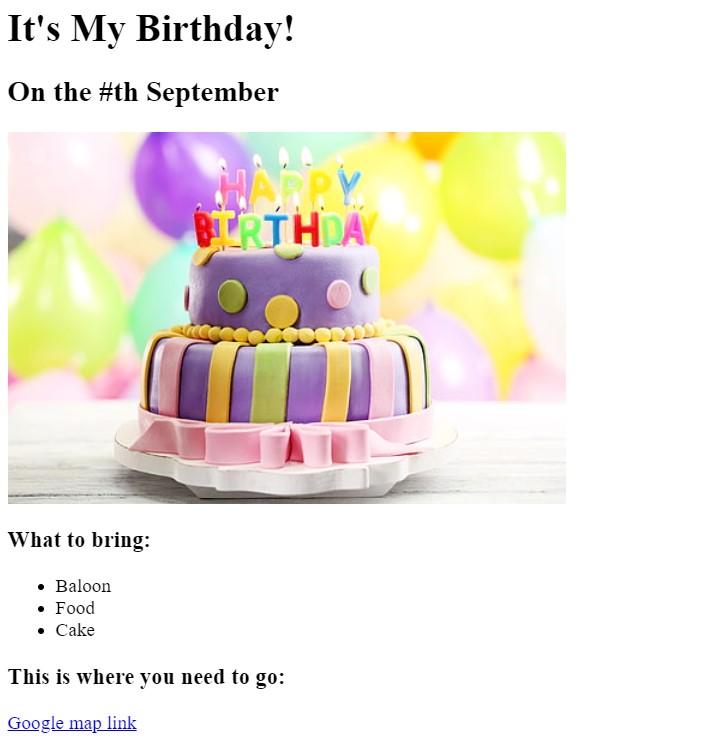 It's My Birthday!
On the #th September
HAPPY
BIRTHDAY
What to bring:
Baloon
Food
Cake
This is where you need to go:
Google map link